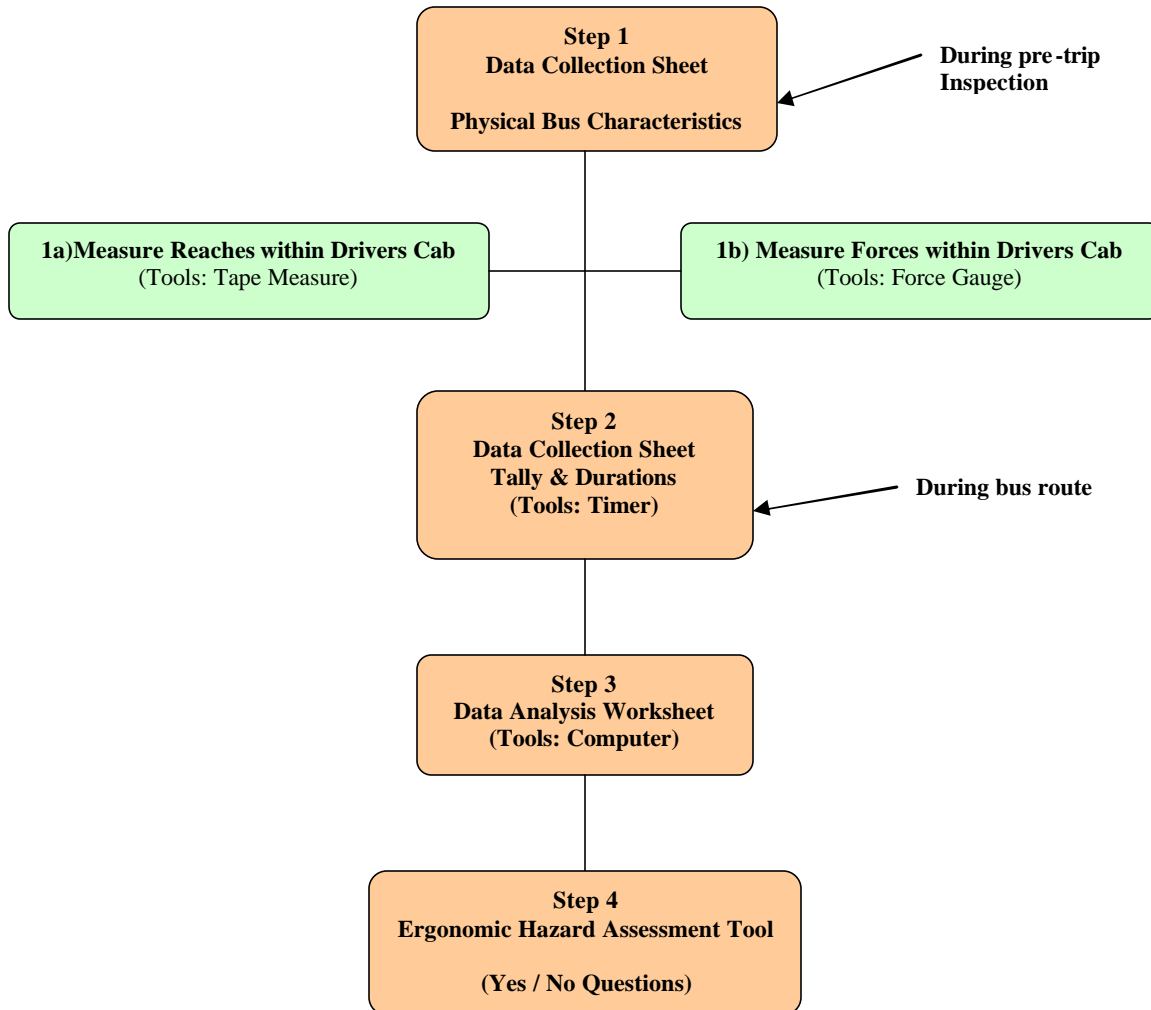 Step 1
Data Collection Sheet
Physical Bus Characteristics
During pre-trip
Inspection
1a)Measure Reaches within Drivers Cab
(Tools: Tape Measure)
1b) Measure Forces within Drivers Cab
(Tools: Force Gauge)
Step 2
Data Collection Sheet
Tally & Durations
(Tools: Timer)
During bus route
Step 3
Data Analysis Worksheet
(Tools: Computer)
Step 4
Ergonomic Hazard Assessment Tool
(Yes / No Questions)